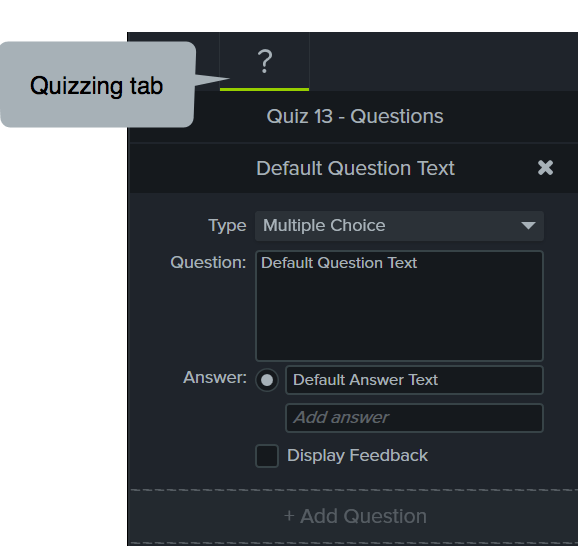 ?
Quizzing tab
Quiz 13 - Questions
Default Question Text
Type Multiple Choice
Question: Default Question Text
Answer: Default Answer Text
Add answer
Display Feedback
+ Add Question